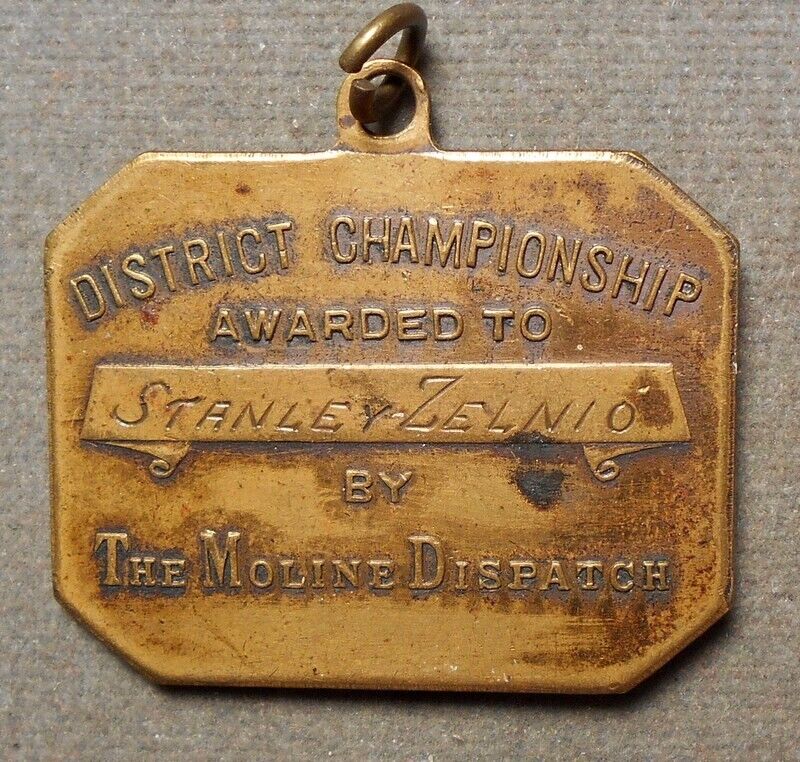 DISTRICT CHAMPIONSHIP
AWARDED TO
STANLEY-ZELNIO
BY
THE MOLINE DISPATCH